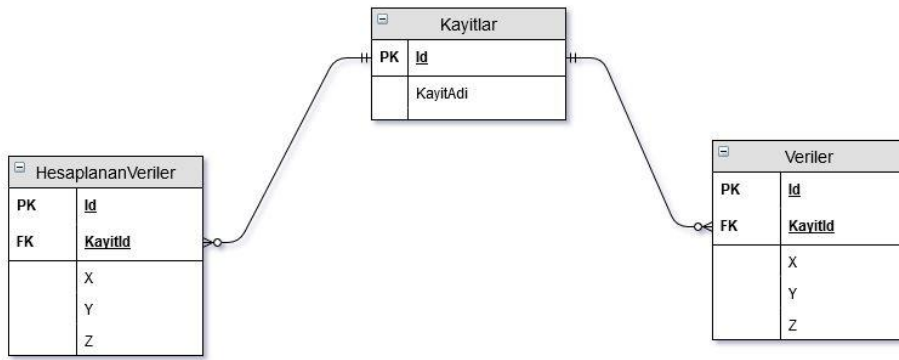 Kayitlar
PK Id
KayitAdi
HesaplananVeriler
PK Id
FK KayitId
X
Y
Z
Veriler
PK Id
FK KayitId
X
Y
Z